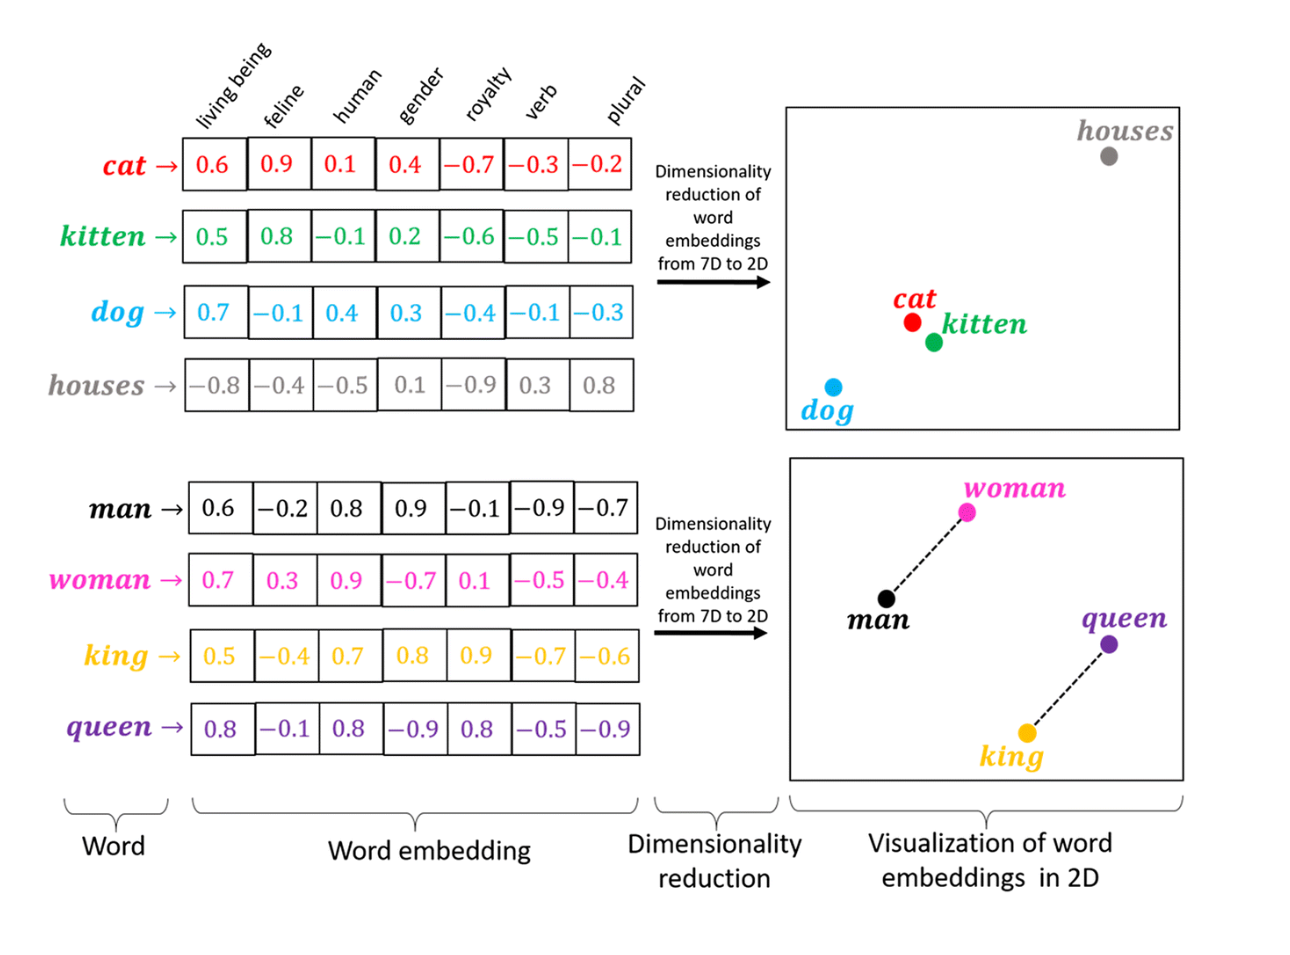 living being feline human gender royalty verb plural
cat → 0.6 0.9 0.1 0.4 −0.7 −0.3 −0.2
kitten → 0.5 0.8 −0.1 0.2 −0.6 −0.5 −0.1
dog → 0.7 −0.1 0.4 0.3 −0.4 −0.1 −0.3
houses → −0.8 −0.4 −0.5 0.1 −0.9 0.3 0.8
Dimensionality
reduction of
word
embeddings
from 7D to 2D
houses
cat
kitten
dog
man → 0.6 −0.2 0.8 0.9 −0.1 −0.9 −0.7
woman → 0.7 0.3 0.9 −0.7 0.1 −0.5 −0.4
king → 0.5 −0.4 0.7 0.8 0.9 −0.7 −0.6
queen → 0.8 −0.1 0.8 −0.9 0.8 −0.5 −0.9
Dimensionality
reduction of
word
embeddings
from 7D to 2D
woman
man
queen
king
Word
Word embedding
Dimensionality
reduction
Visualization of word
embeddings in 2D